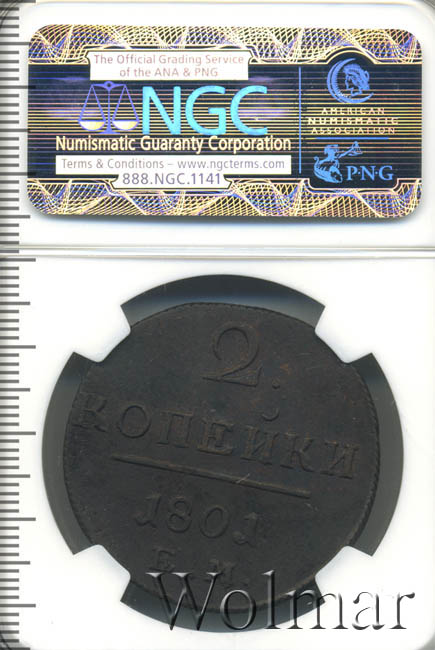 The Official Grading Service
of the ANA & PNG
NGC
Numismatic Guaranty Corporation
Terms & Conditions – www.ngcterms.com
888.NGC.1141
AMERICAN
NUMISMATIC
ASSOCIATION
P·N·G
2.
КОПЕЙКИ
1801
Е.М.
Wolmar